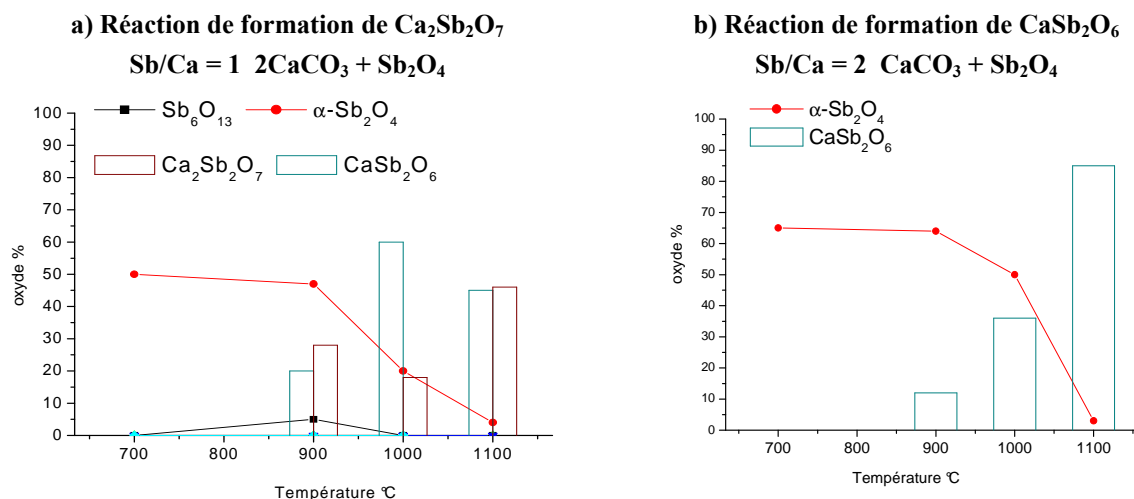 a) Réaction de formation de Ca₂Sb₂O₇
Sb/Ca = 1 2CaCO₃ + Sb₂O₄
Sb₆O₁₃ α-Sb₂O₄
Ca₂Sb₂O₇ CaSb₂O₆
100
90
80
70
60
50
40
30
20
10
0
oxyde %
700 800 900 1000 1100
Température °C
b) Réaction de formation de CaSb₂O₆
Sb/Ca = 2 CaCO₃ + Sb₂O₄
α-Sb₂O₄
CaSb₂O₆
100
90
80
70
60
50
40
30
20
10
0
oxyde %
700 800 900 1000 1100
Température °C